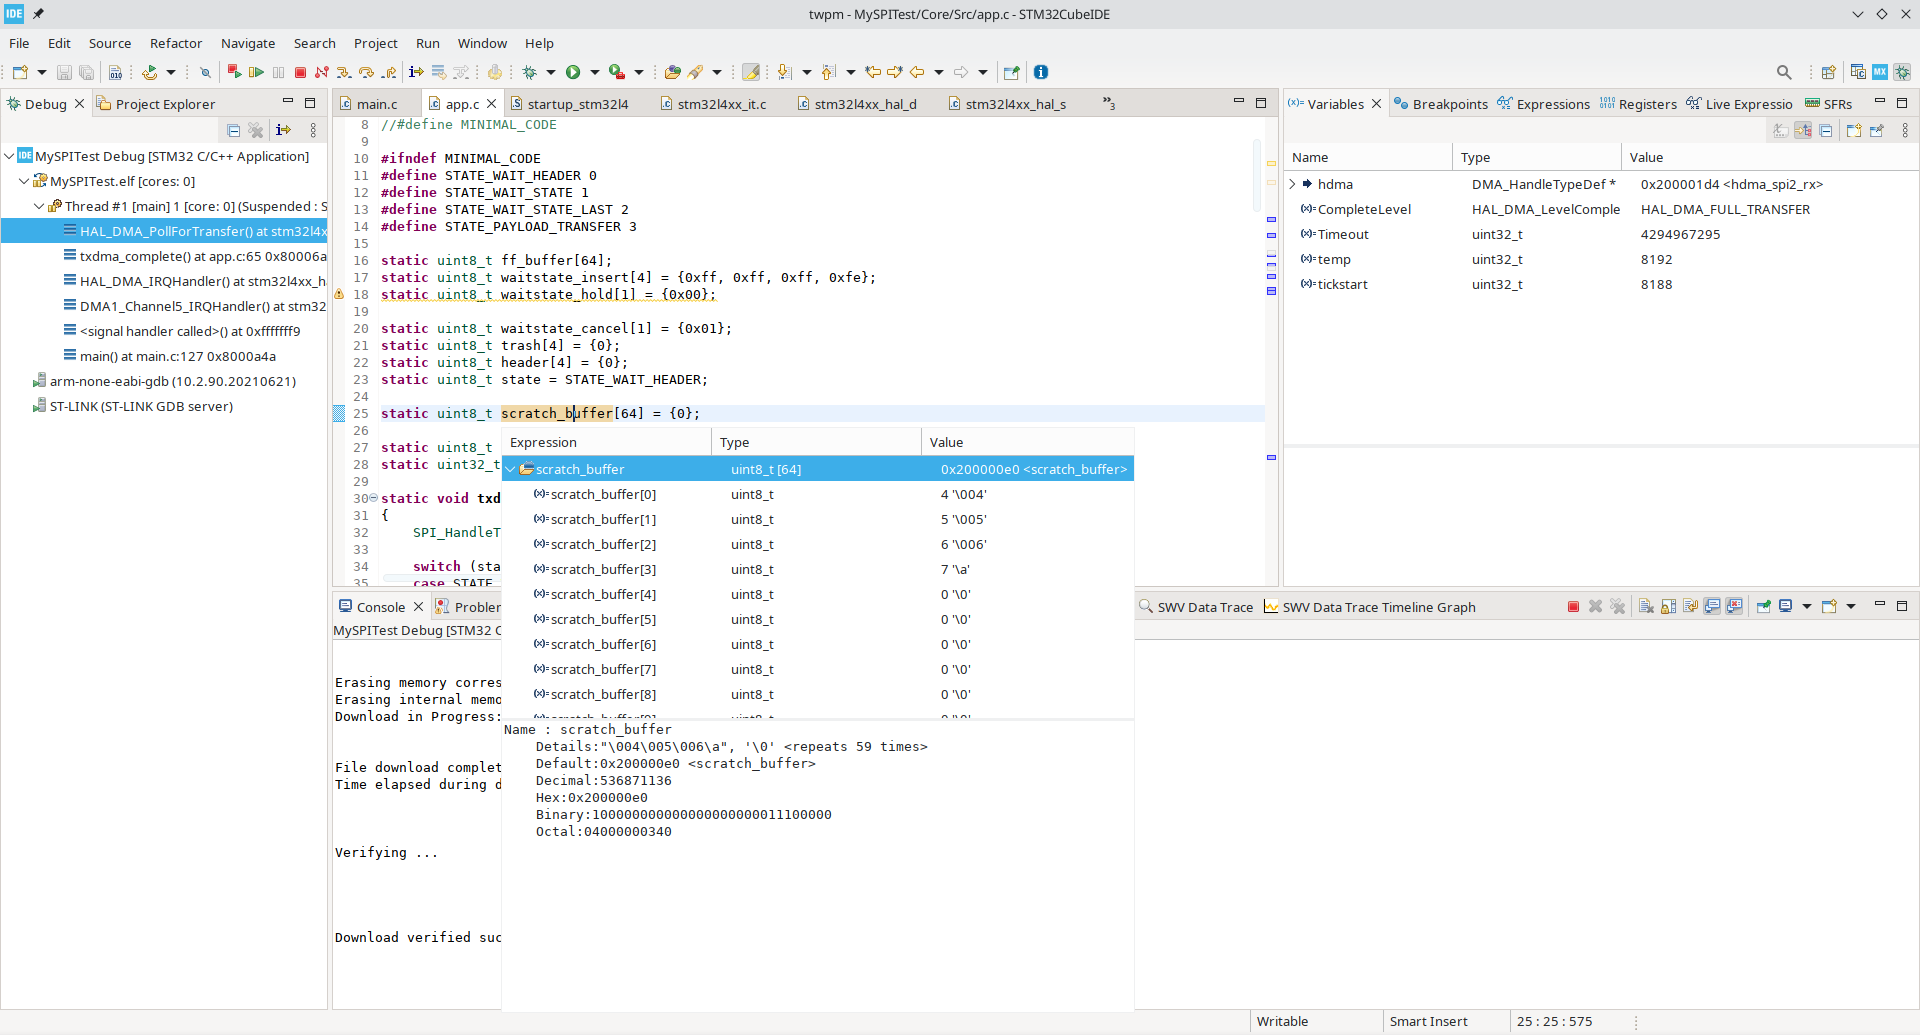 IDE
twpm - MySPITest/Core/Src/app.c - STM32CubeIDE
File Edit Source Refactor Navigate Search Project Run Window Help
Debug Project Explorer
MySPITest Debug [STM32 C/C++ Application]
MySPITest.elf [cores: 0]
Thread #1 [main] 1 [core: 0] (Suspended : S
HAL_DMA_PollForTransfer() at stm32l4x
txdma_complete() at app.c:65 0x80006a
HAL_DMA_IRQHandler() at stm32l4xx_h
DMA1_Channel5_IRQHandler() at stm32
<signal handler called>() at 0xfffffff9
main() at main.c:127 0x8000a4a
arm-none-eabi-gdb (10.2.90.20210621)
ST-LINK (ST-LINK GDB server)
main.c app.c startup_stm32l4 stm32l4xx_it.c stm32l4xx_hal_d stm32l4xx_hal_s »3
8 //#define MINIMAL_CODE
9
10 #ifndef MINIMAL_CODE
11 #define STATE_WAIT_HEADER 0
12 #define STATE_WAIT_STATE 1
13 #define STATE_WAIT_STATE_LAST 2
14 #define STATE_PAYLOAD_TRANSFER 3
15
16 static uint8_t ff_buffer[64];
17 static uint8_t waitstate_insert[4] = {0xff, 0xff, 0xff, 0xfe};
18 static uint8_t waitstate_hold[1] = {0x00};
19
20 static uint8_t waitstate_cancel[1] = {0x01};
21 static uint8_t trash[4] = {0};
22 static uint8_t header[4] = {0};
23 static uint8_t state = STATE_WAIT_HEADER;
24
25 static uint8_t scratch_buffer[64] = {0};
26
27 static uint8_t
28 static uint32_t
29
30 static void txd
31 {
32 SPI_HandleT
33
34 switch (sta
35 case STATE
Expression Type Value
scratch_buffer uint8_t [64] 0x200000e0 <scratch_buffer>
scratch_buffer[0] uint8_t 4 '\004'
scratch_buffer[1] uint8_t 5 '\005'
scratch_buffer[2] uint8_t 6 '\006'
scratch_buffer[3] uint8_t 7 '\a'
scratch_buffer[4] uint8_t 0 '\0'
scratch_buffer[5] uint8_t 0 '\0'
scratch_buffer[6] uint8_t 0 '\0'
scratch_buffer[7] uint8_t 0 '\0'
scratch_buffer[8] uint8_t 0 '\0'
Name : scratch_buffer
Details:"\004\005\006\a", '\0' <repeats 59 times>
Default:0x200000e0 <scratch_buffer>
Decimal:536871136
Hex:0x200000e0
Binary:100000000000000000000011100000
Octal:04000000340
Variables Breakpoints Expressions Registers Live Expressio SFRs
Name Type Value
hdma DMA_HandleTypeDef * 0x200001d4 <hdma_spi2_rx>
CompleteLevel HAL_DMA_LevelComple HAL_DMA_FULL_TRANSFER
Timeout uint32_t 4294967295
temp uint32_t 8192
tickstart uint32_t 8188
Console Probler SWV Data Trace SWV Data Trace Timeline Graph
MySPITest Debug [STM32 C
Erasing memory corres
Erasing internal memo
Download in Progress:
File download complet
Time elapsed during d
Verifying ...
Download verified suc
Writable Smart Insert 25 : 25 : 575